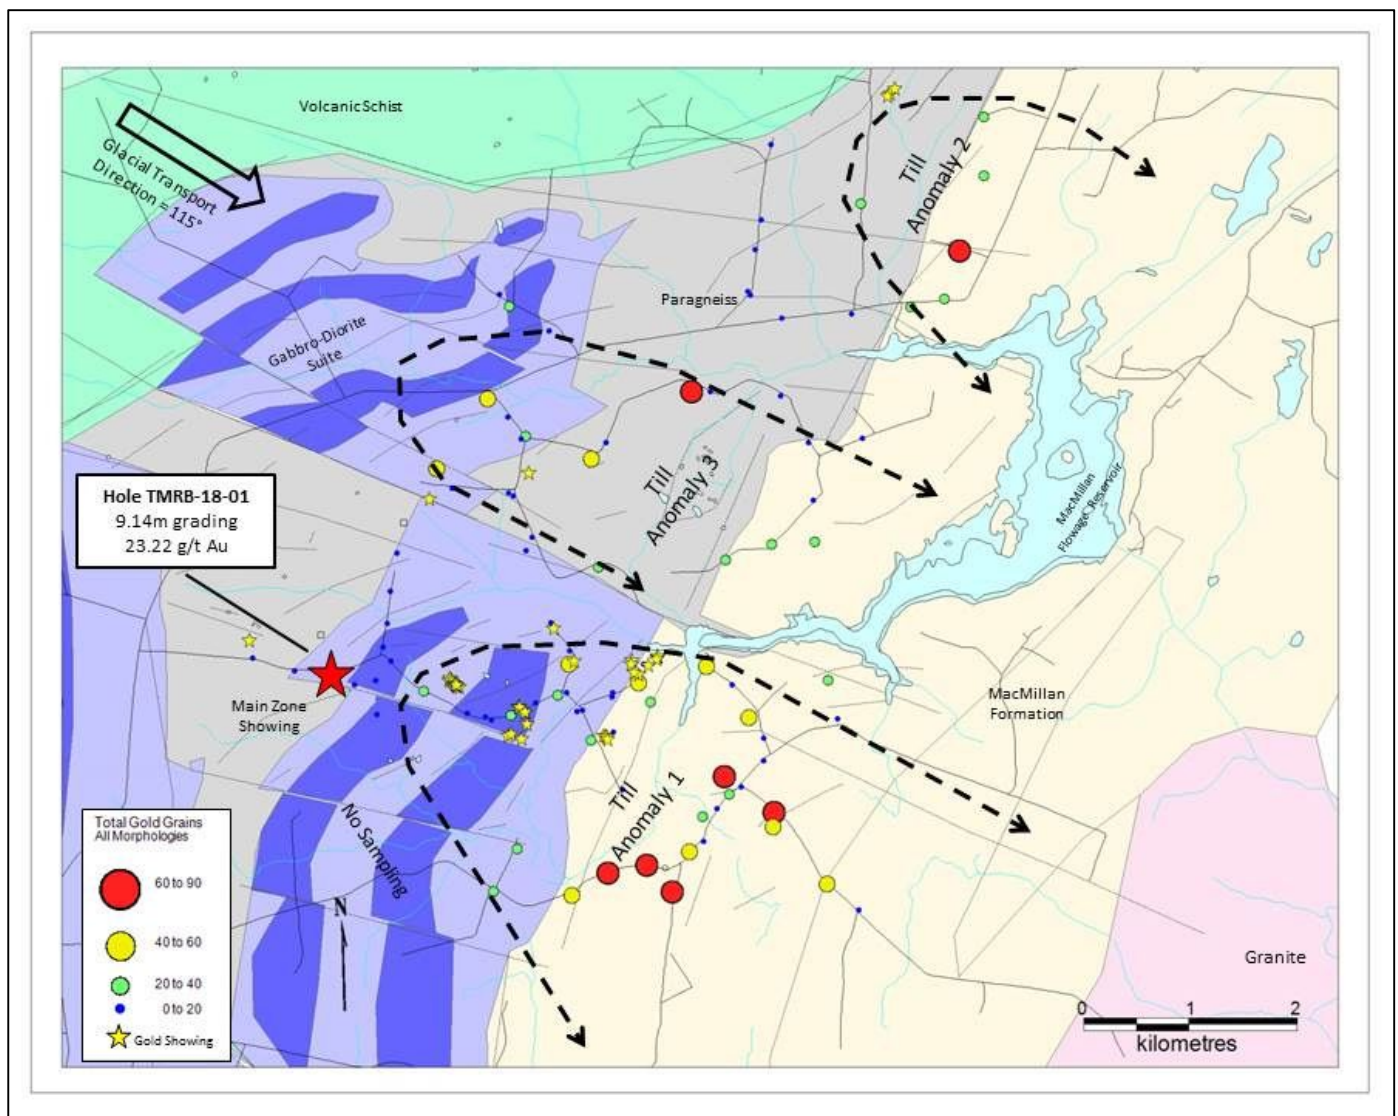 Volcanic Schist
Glacial Transport
Direction = 115°
Till
Anomaly 2
Paragneiss
Gabbro-Diorite
Suite
Till
Anomaly 3
MacMillan
Flowage Reservoir
Hole TMRB-18-01
9.14m grading
23.22 g/t Au
Main Zone
Showing
MacMillan
Formation
Till
Anomaly 1
No Sampling
Total Gold Grains
All Morphologies
60 to 90
40 to 60
20 to 40
0 to 20
Gold Showing
N
Granite
0 1 2
kilometres